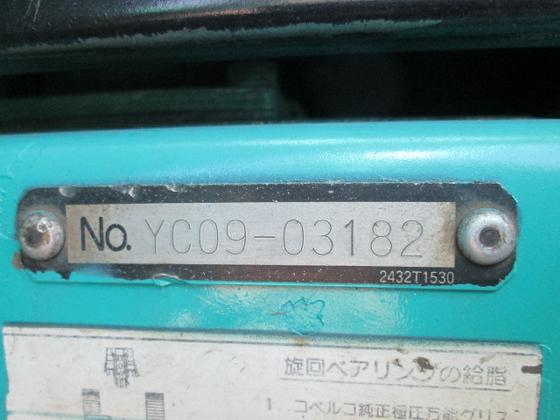 No. YC09-03182
2432T1530
旋回ベアリングの給脂
1. コベルコ純正極圧万能グリス